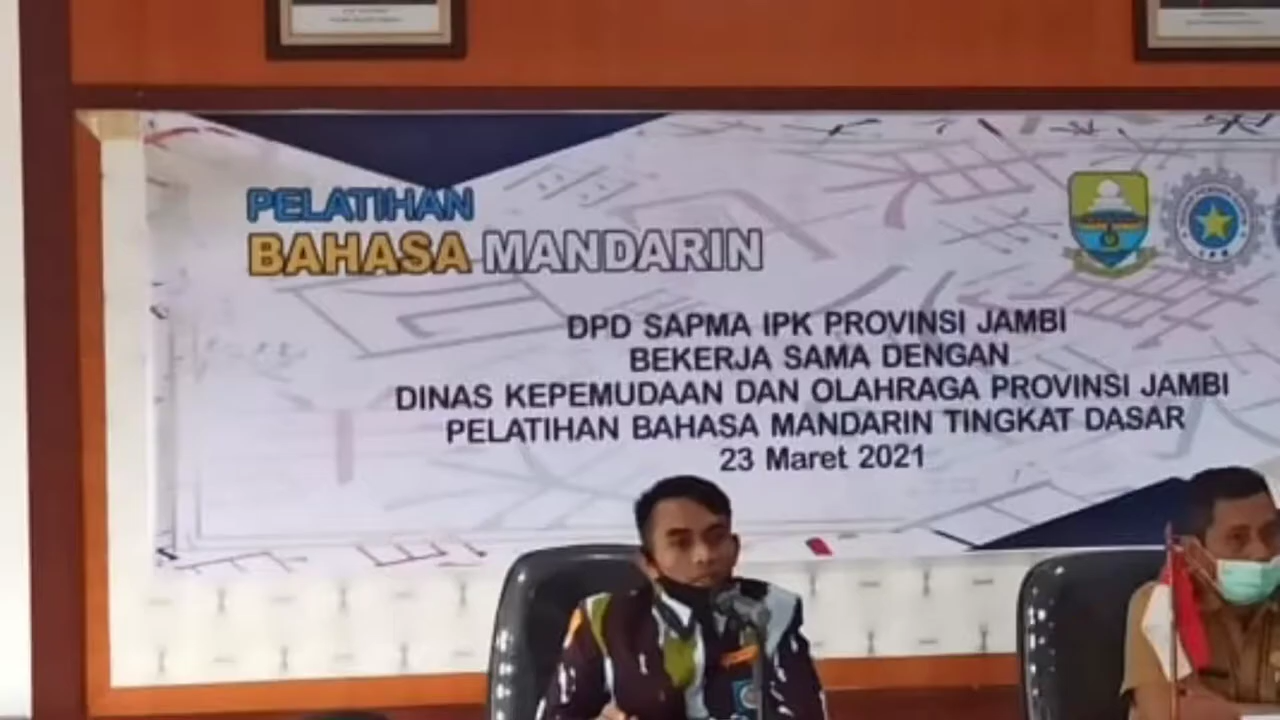 PELATIHAN
BAHASA MANDARIN
DPD SAPMA IPK PROVINSI JAMBI
BEKERJA SAMA DENGAN
DINAS KEPEMUDAAN DAN OLAHRAGA PROVINSI JAMBI
PELATIHAN BAHASA MANDARIN TINGKAT DASAR
23 Maret 2021